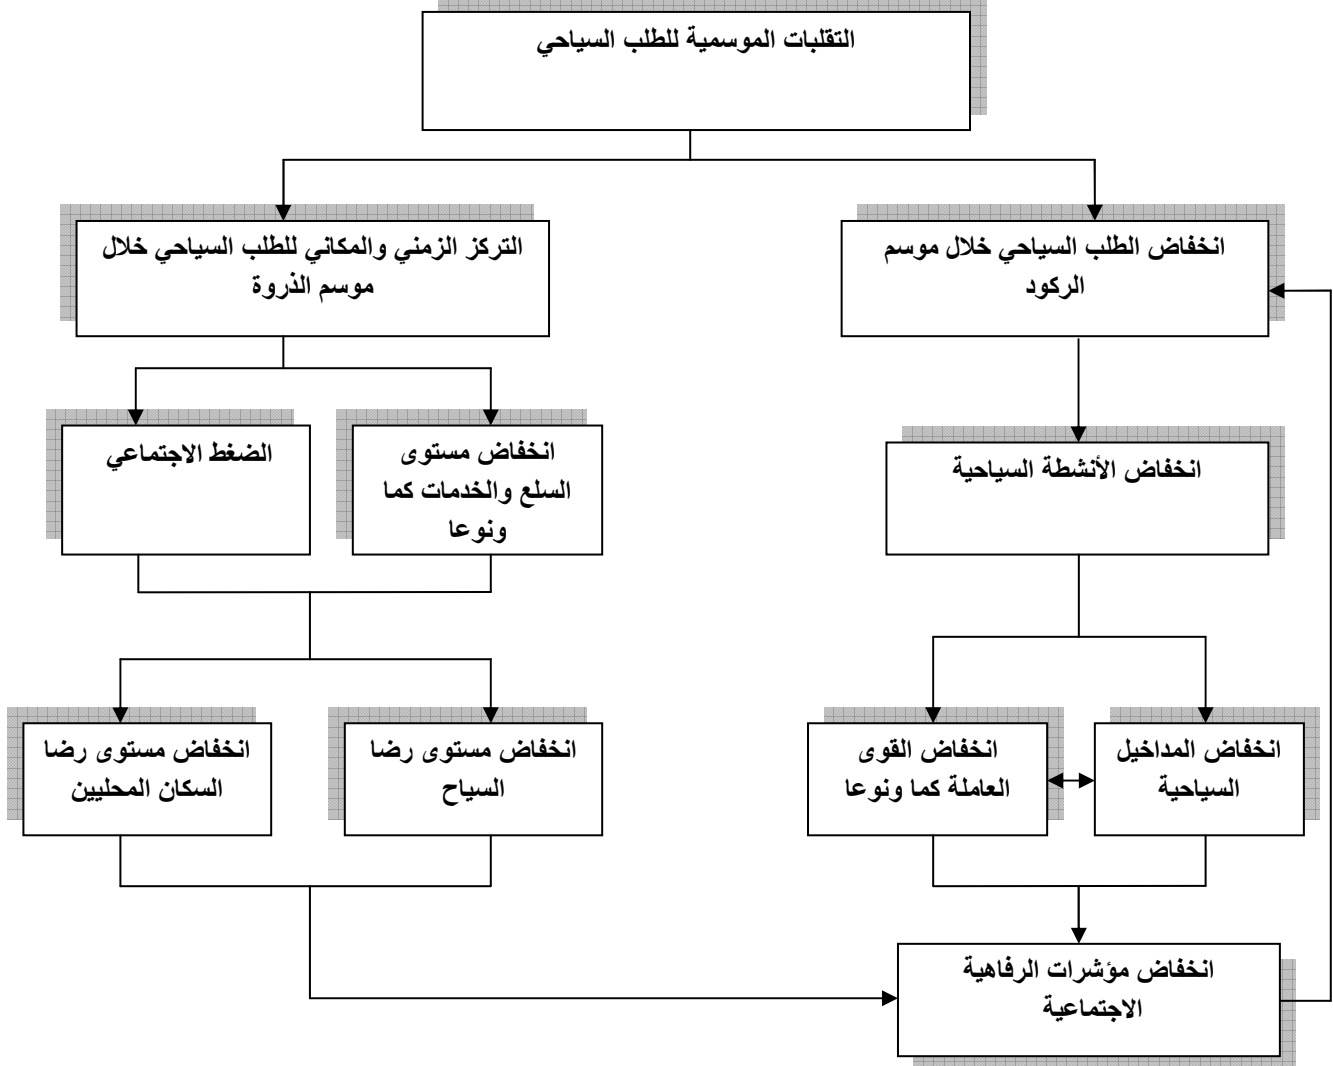 التقلبات الموسمية للطلب السياحي
انخفاض الطلب السياحي خلال موسم
الركود
التركز الزمني والمكاني للطلب السياحي خلال
موسم الذروة
انخفاض الأنشطة السياحية
انخفاض مستوى
السلع والخدمات كما
ونوعا
الضغط الاجتماعي
انخفاض المداخيل
السياحية
انخفاض القوى
العاملة كما ونوعا
انخفاض مستوى رضا
السياح
انخفاض مستوى رضا
السكان المحليين
انخفاض مؤشرات الرفاهية
الاجتماعية